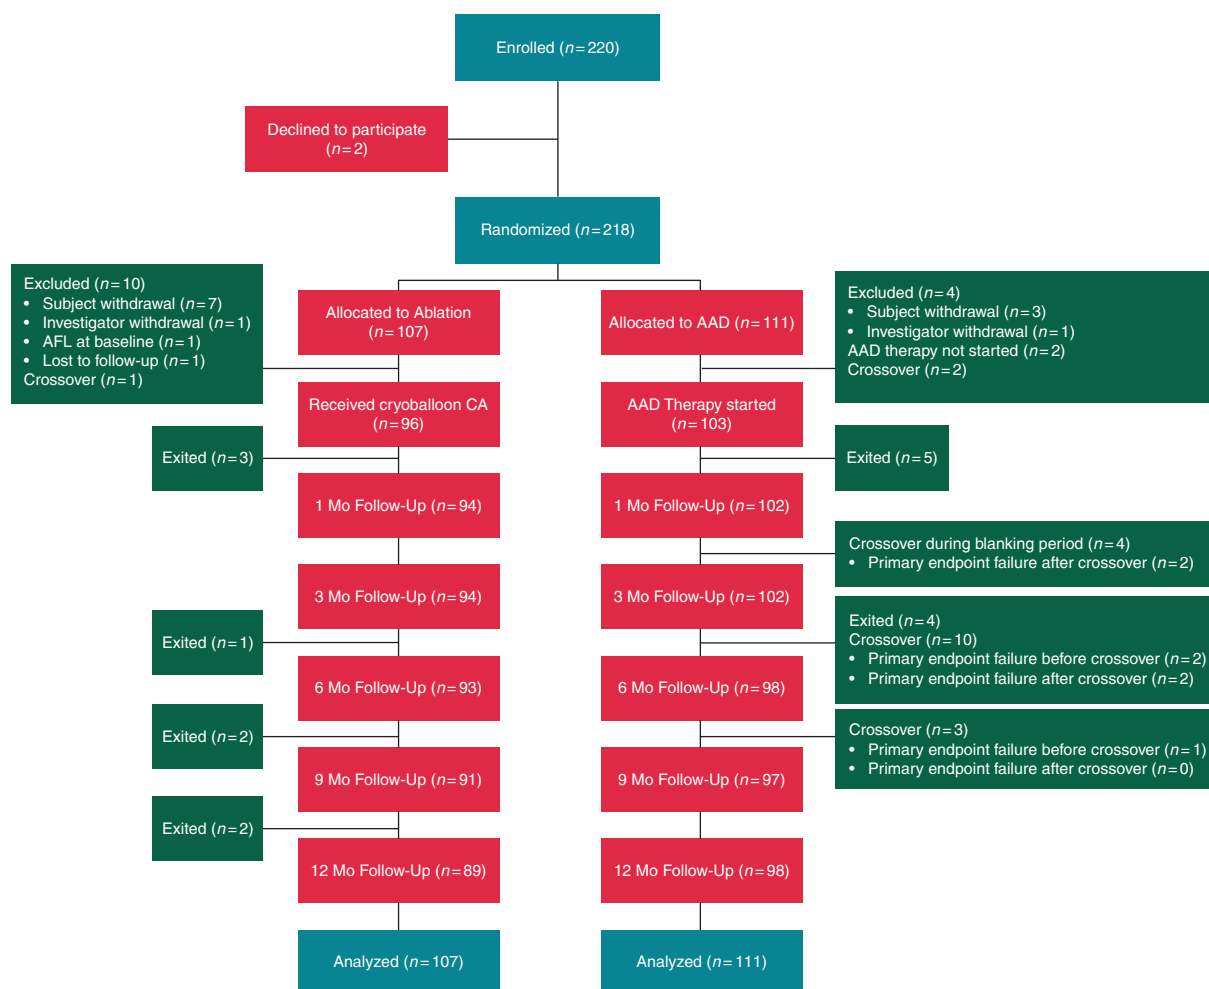 Enrolled (n=220)
Declined to participate
(n=2)
Randomized (n=218)
Excluded (n=10)
• Subject withdrawal (n=7)
• Investigator withdrawal (n=1)
• AFL at baseline (n=1)
• Lost to follow-up (n=1)
Crossover (n=1)
Allocated to Ablation
(n=107)
Allocated to AAD (n=111)
Excluded (n=4)
• Subject withdrawal (n=3)
• Investigator withdrawal (n=1)
AAD therapy not started (n=2)
Crossover (n=2)
Received cryoballoon CA
(n=96)
AAD Therapy started
(n=103)
Exited (n=3)
Exited (n=5)
1 Mo Follow-Up (n=94)
1 Mo Follow-Up (n=102)
Crossover during blanking period (n=4)
• Primary endpoint failure after crossover (n=2)
3 Mo Follow-Up (n=94)
3 Mo Follow-Up (n=102)
Exited (n=1)
Exited (n=4)
Crossover (n=10)
• Primary endpoint failure before crossover (n=2)
• Primary endpoint failure after crossover (n=2)
6 Mo Follow-Up (n=93)
6 Mo Follow-Up (n=98)
Exited (n=2)
Crossover (n=3)
• Primary endpoint failure before crossover (n=1)
• Primary endpoint failure after crossover (n=0)
9 Mo Follow-Up (n=91)
9 Mo Follow-Up (n=97)
Exited (n=2)
12 Mo Follow-Up (n=89)
12 Mo Follow-Up (n=98)
Analyzed (n=107)
Analyzed (n=111)